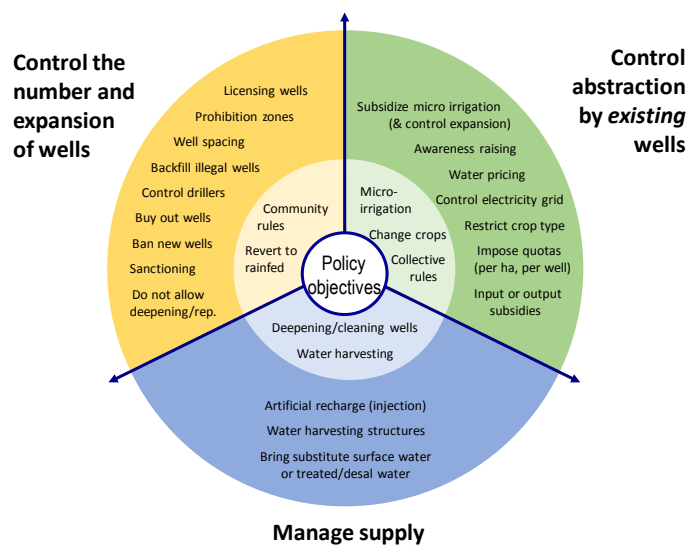 Control the
number and
expansion
of wells
Control
abstraction
by existing
wells
Licensing wells
Prohibition zones
Well spacing
Backfill illegal wells
Control drillers
Buy out wells
Ban new wells
Sanctioning
Do not allow
deepening/rep.
Community
rules
Revert to
rainfed
Subsidize micro irrigation
(& control expansion)
Awareness raising
Water pricing
Control electricity grid
Restrict crop type
Impose quotas
(per ha, per well)
Input or output
subsidies
Micro-
irrigation
Change crops
Collective
rules
Policy
objectives
Deepening/cleaning wells
Water harvesting
Artificial recharge (injection)
Water harvesting structures
Bring substitute surface water
or treated/desal water
Manage supply